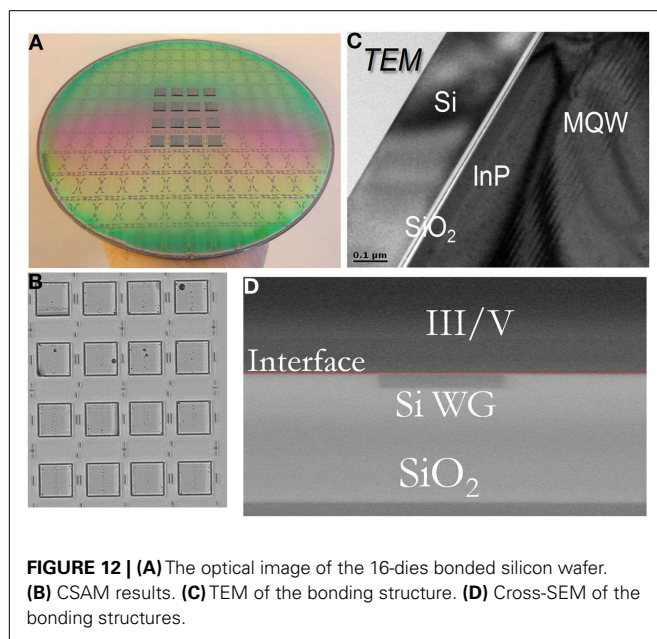 A
C
TEM
Si
MQW
InP
SiO₂
0.1 μm
B
D
III/V
Interface
Si WG
SiO₂
FIGURE 12 | (A) The optical image of the 16-dies bonded silicon wafer.
(B) CSAM results. (C) TEM of the bonding structure. (D) Cross-SEM of the
bonding structures.